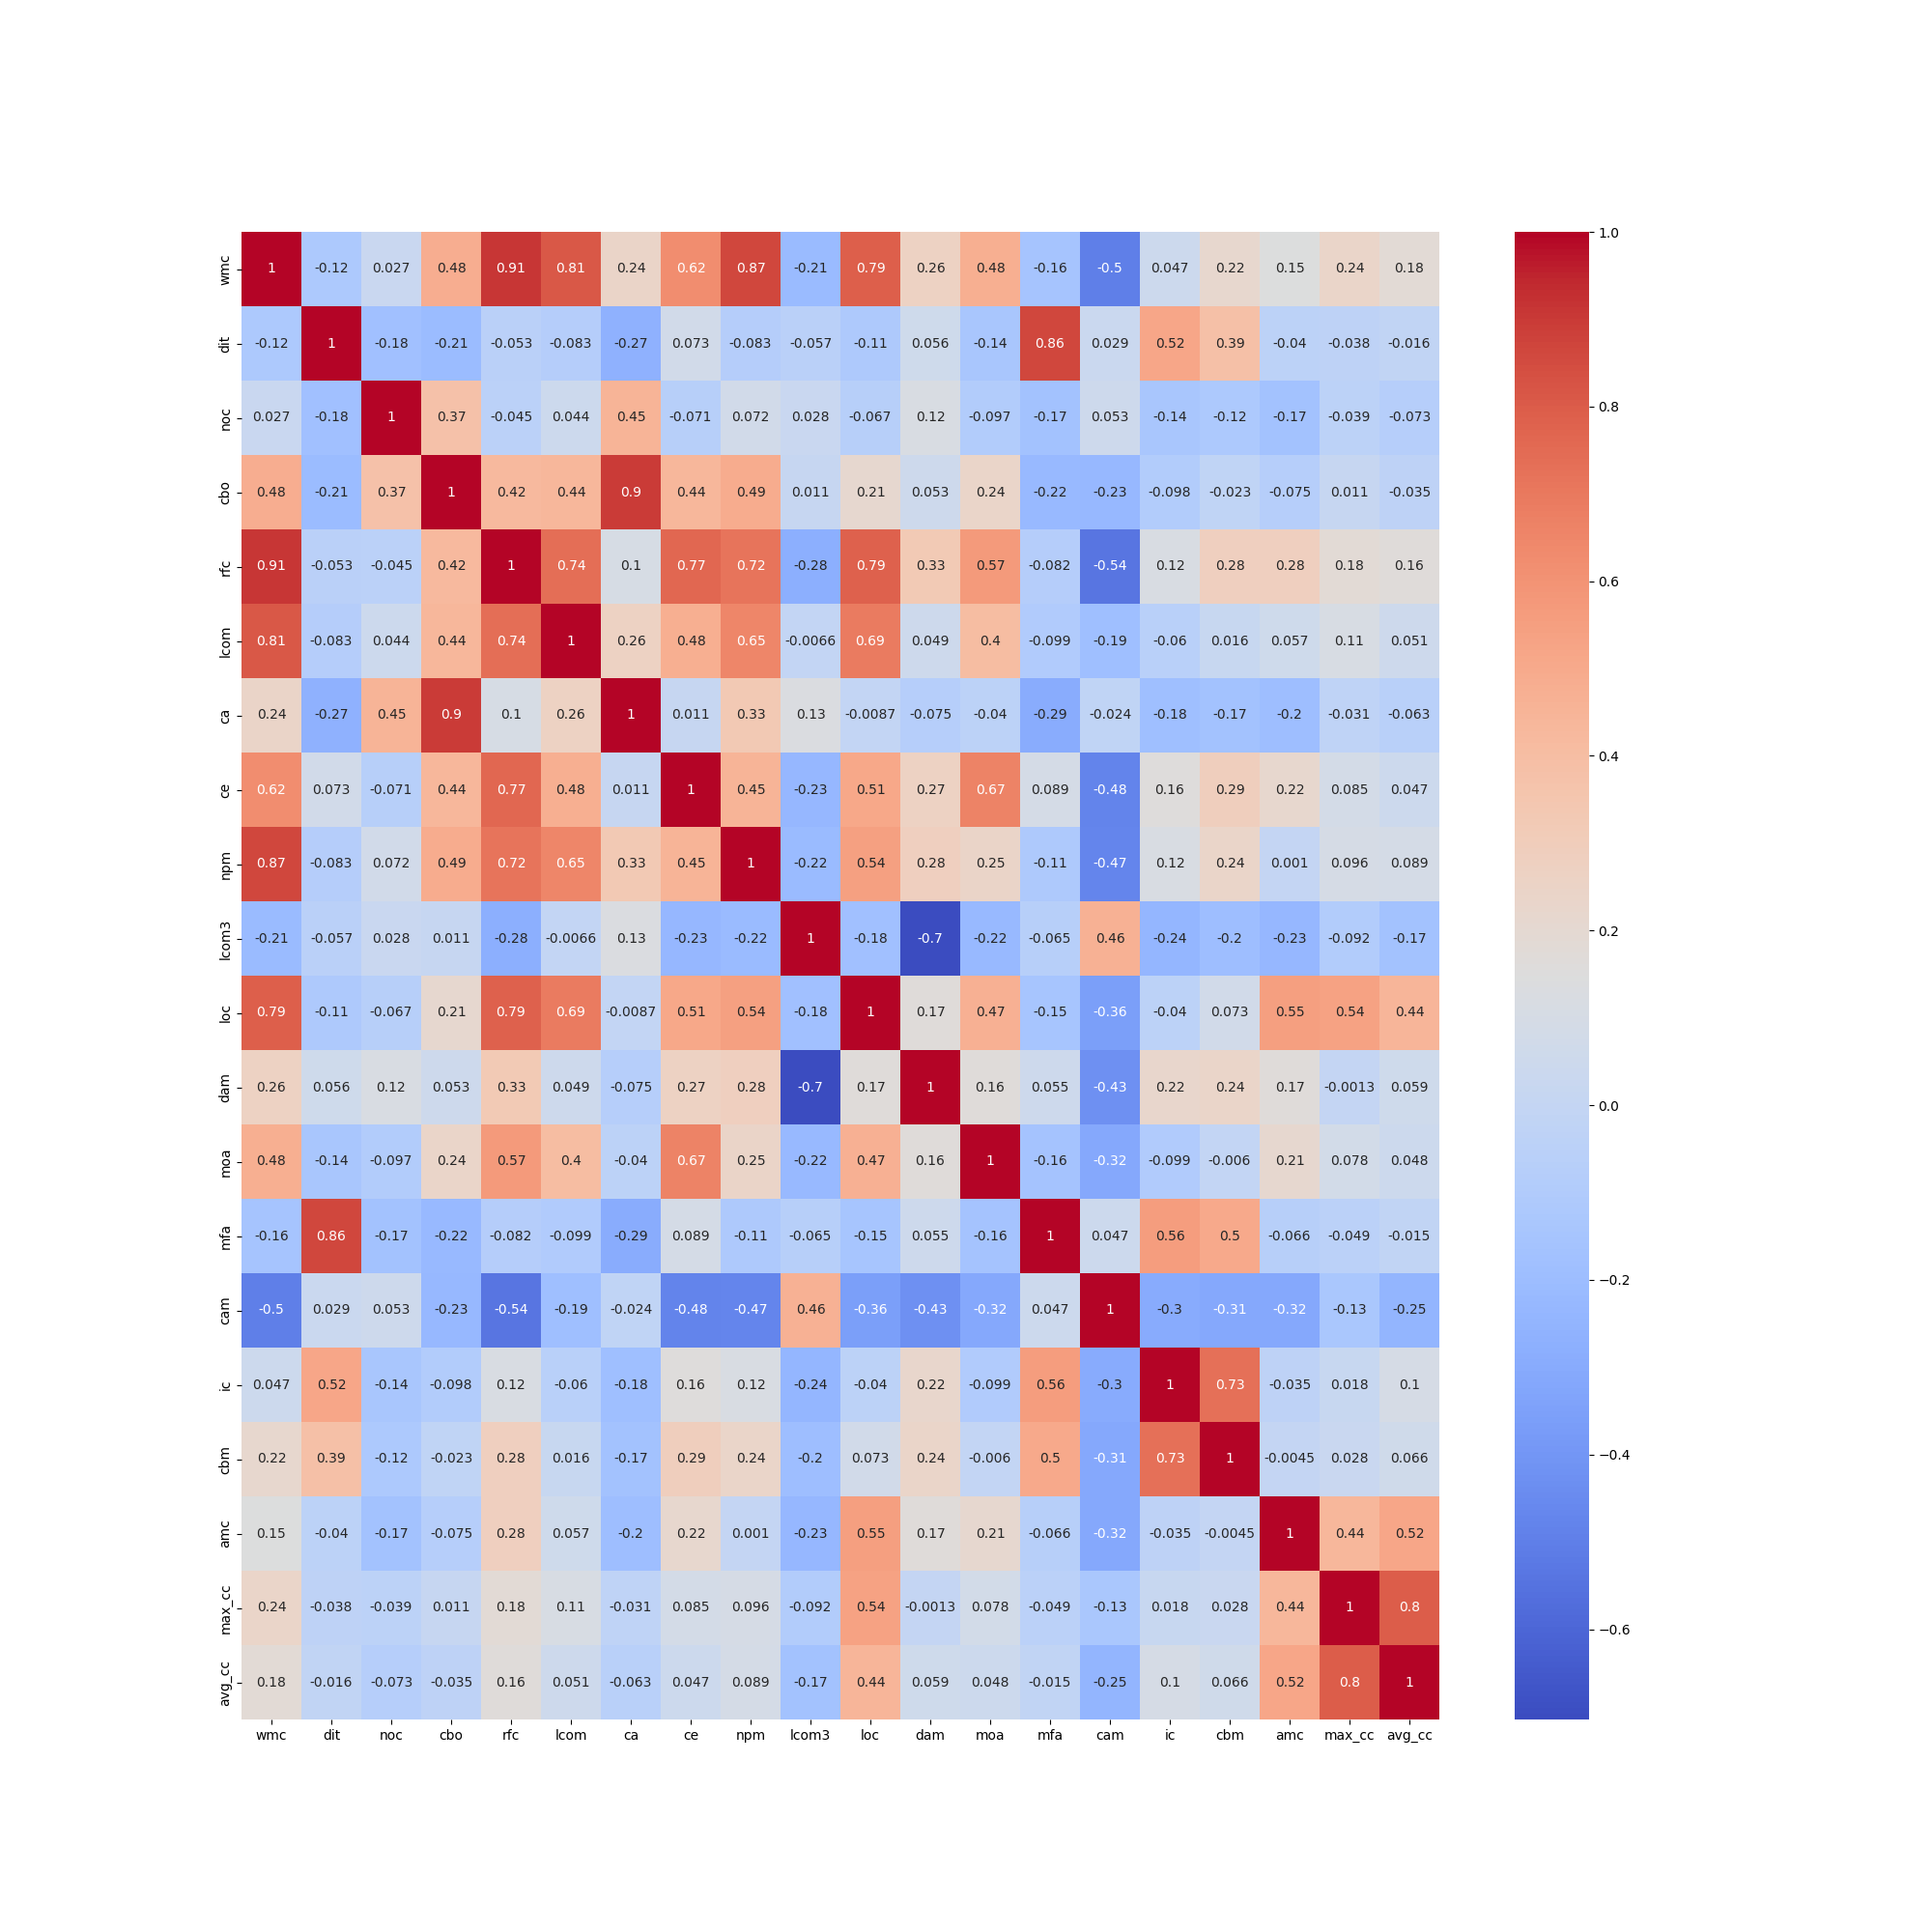 wmc 1 -0.12 0.027 0.48 0.91 0.81 0.24 0.62 0.87 -0.21 0.79 0.26 0.48 -0.16 -0.5 0.047 0.22 0.15 0.24 0.18 1.0
dit -0.12 1 -0.18 -0.21 -0.053 -0.083 -0.27 0.073 -0.083 -0.057 -0.11 0.056 -0.14 0.86 0.029 0.52 0.39 -0.04 -0.038 -0.016
0.8
noc 0.027 -0.18 1 0.37 -0.045 0.044 0.45 -0.071 0.072 0.028 -0.067 0.12 -0.097 -0.17 0.053 -0.14 -0.12 -0.17 -0.039 -0.073
cbo 0.48 -0.21 0.37 1 0.42 0.44 0.9 0.44 0.49 0.011 0.21 0.053 0.24 -0.22 -0.23 -0.098 -0.023 -0.075 0.011 -0.035
rfc 0.91 -0.053 -0.045 0.42 1 0.74 0.1 0.77 0.72 -0.28 0.79 0.33 0.57 -0.082 -0.54 0.12 0.28 0.28 0.18 0.16
0.6
lcom 0.81 -0.083 0.044 0.44 0.74 1 0.26 0.48 0.65 -0.0066 0.69 0.049 0.4 -0.099 -0.19 -0.06 0.016 0.057 0.11 0.051
ca 0.24 -0.27 0.45 0.9 0.1 0.26 1 0.011 0.33 0.13 -0.0087 -0.075 -0.04 -0.29 -0.024 -0.18 -0.17 -0.2 -0.031 -0.063
0.4
ce 0.62 0.073 -0.071 0.44 0.77 0.48 0.011 1 0.45 -0.23 0.51 0.27 0.67 0.089 -0.48 0.16 0.29 0.22 0.085 0.047
npm 0.87 -0.083 0.072 0.49 0.72 0.65 0.33 0.45 1 -0.22 0.54 0.28 0.25 -0.11 -0.47 0.12 0.24 0.001 0.096 0.089
0.2
lcom3 -0.21 -0.057 0.028 0.011 -0.28 -0.0066 0.13 -0.23 -0.22 1 -0.18 -0.7 -0.22 -0.065 0.46 -0.24 -0.2 -0.23 -0.092 -0.17
loc 0.79 -0.11 -0.067 0.21 0.79 0.69 -0.0087 0.51 0.54 -0.18 1 0.17 0.47 -0.15 -0.36 -0.04 0.073 0.55 0.54 0.44
dam 0.26 0.056 0.12 0.053 0.33 0.049 -0.075 0.27 0.28 -0.7 0.17 1 0.16 0.055 -0.43 0.22 0.24 0.17 -0.0013 0.059
0.0
moa 0.48 -0.14 -0.097 0.24 0.57 0.4 -0.04 0.67 0.25 -0.22 0.47 0.16 1 -0.16 -0.32 -0.099 -0.006 0.21 0.078 0.048
mfa -0.16 0.86 -0.17 -0.22 -0.082 -0.099 -0.29 0.089 -0.11 -0.065 -0.15 0.055 -0.16 1 0.047 0.56 0.5 -0.066 -0.049 -0.015
−0.2
cam -0.5 0.029 0.053 -0.23 -0.54 -0.19 -0.024 -0.48 -0.47 0.46 -0.36 -0.43 -0.32 0.047 1 -0.3 -0.31 -0.32 -0.13 -0.25
ic 0.047 0.52 -0.14 -0.098 0.12 -0.06 -0.18 0.16 0.12 -0.24 -0.04 0.22 -0.099 0.56 -0.3 1 0.73 -0.035 0.018 0.1
−0.4
cbm 0.22 0.39 -0.12 -0.023 0.28 0.016 -0.17 0.29 0.24 -0.2 0.073 0.24 -0.006 0.5 -0.31 0.73 1 -0.0045 0.028 0.066
amc 0.15 -0.04 -0.17 -0.075 0.28 0.057 -0.2 0.22 0.001 -0.23 0.55 0.17 0.21 -0.066 -0.32 -0.035 -0.0045 1 0.44 0.52
max_cc 0.24 -0.038 -0.039 0.011 0.18 0.11 -0.031 0.085 0.096 -0.092 0.54 -0.0013 0.078 -0.049 -0.13 0.018 0.028 0.44 1 0.8
−0.6
avg_cc 0.18 -0.016 -0.073 -0.035 0.16 0.051 -0.063 0.047 0.089 -0.17 0.44 0.059 0.048 -0.015 -0.25 0.1 0.066 0.52 0.8 1
wmc dit noc cbo rfc lcom ca ce npm lcom3 loc dam moa mfa cam ic cbm amc max_cc avg_cc